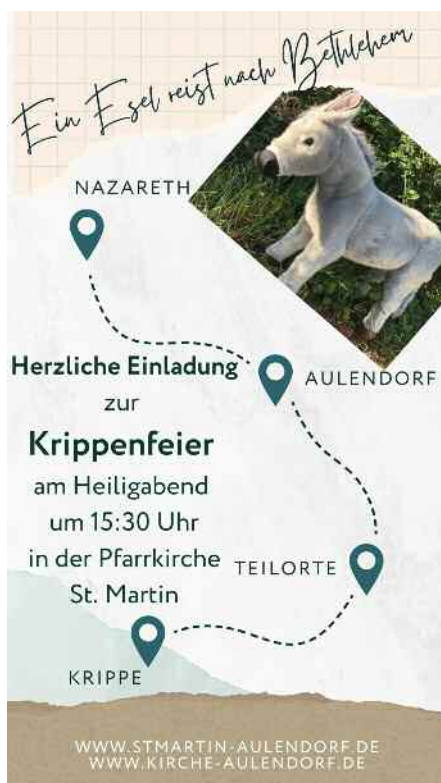 Ein Esel reist nach Bethlehem
NAZARETH
AULENDORF
Herzliche Einladung
zur
Krippenfeier
am Heiligabend
um 15:30 Uhr
in der Pfarrkirche
St. Martin
TEILORTE
KRIPPE
WWW.STMARTIN-AULENDORF.DE
WWW.KIRCHE-AULENDORF.DE